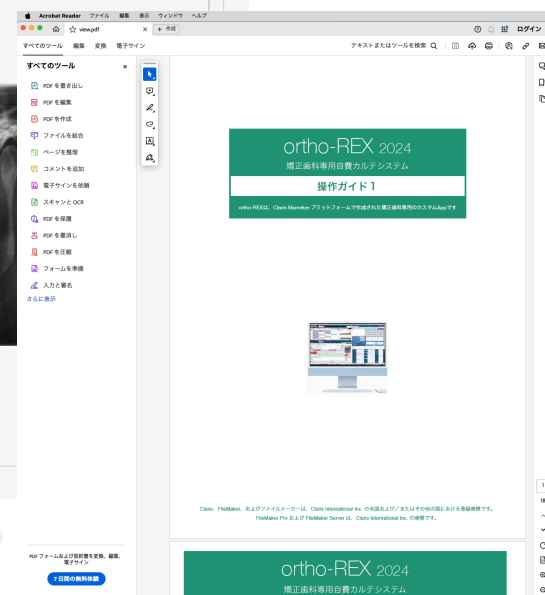 Acrobat Reader ファイル 編集 表示 ウィンドウ ヘルプ
view.pdf × + 作成 ログイン
すべてのツール 編集 変換 電子サイン テキストまたはツールを検索
すべてのツール ×
PDF を書き出し
PDF を編集
PDF を作成
ファイルを結合
ページを整理
コメントを追加
電子サインを依頼
スキャンと OCR
PDF を保護
PDF を墨消し
PDF を圧縮
フォームを準備
入力と署名
さらに表示
PDF フォームおよび契約書を変換、編集、
電子サイン
7 日間の無料体験
ortho-REX 2024
矯正歯科専用自費カルテシステム
操作ガイド 1
ortho-REXは、Claris filemeker プラットフォームで作成された矯正歯科専用のカスタムAppです
Claris、FileMaker、およびファイルメーカーは、Claris International Inc. の米国および/またはその他の国における登録商標です。
FileMaker Pro および FileMaker Server は、Claris International Inc. の商標です。
ortho-REX 2024
矯正歯科専用自費カルテシステム
1